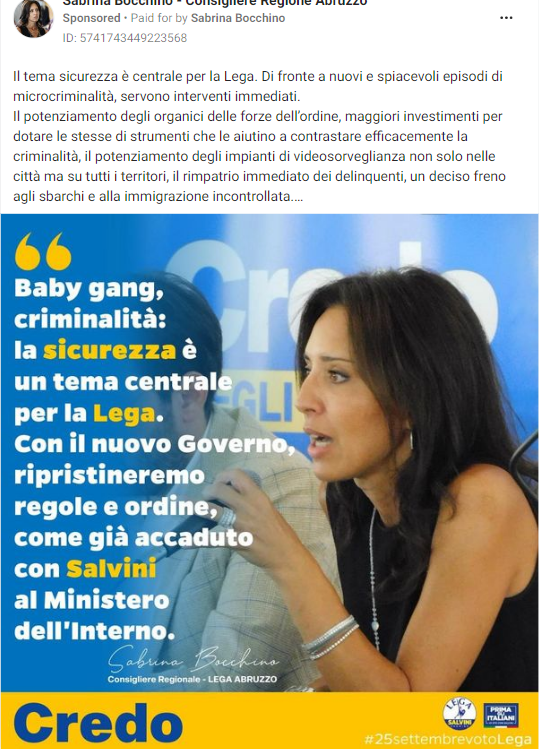 Sabrina Bocchino - Consigliere Regione Abruzzo
Sponsored • Paid for by Sabrina Bocchino
ID: 5741743449223568
Il tema sicurezza è centrale per la Lega. Di fronte a nuovi e spiacevoli episodi di
microcriminalità, servono interventi immediati.
Il potenziamento degli organici delle forze dell’ordine, maggiori investimenti per
dotare le stesse di strumenti che le aiutino a contrastare efficacemente la
criminalità, il potenziamento degli impianti di videosorveglianza non solo nelle
città ma su tutti i territori, il rimpatrio immediato dei delinquenti, un deciso freno
agli sbarchi e alla immigrazione incontrollata....
Credo
EGLI
Baby gang,
criminalità:
la sicurezza è
un tema centrale
per la Lega.
Con il nuovo Governo,
ripristineremo
regole e ordine,
come già accaduto
con Salvini
al Ministero
dell’Interno.
Sabrina Bocchino
Consigliere Regionale - LEGA ABRUZZO
Credo
LEGA
SALVINI
PRIMA
ITALIANI
#25settembrevotoLega